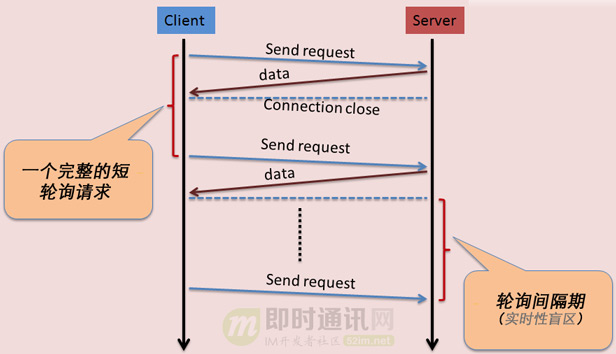 Client
Server
Send request
data
Connection close
Send request
一个完整的短
轮询请求
data
Send request
轮询间隔期
（实时性盲区）
即时通讯网
IM开发者社区 52im.net